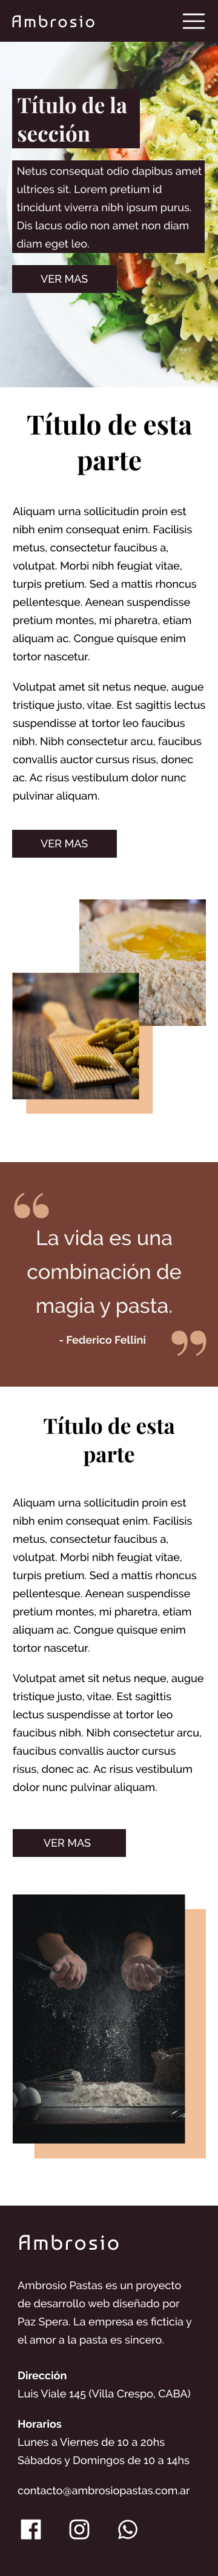 Ambrosio
Título de la
sección
Netus consequat odio dapibus amet
ultrices sit. Lorem pretium id
tincidunt viverra nibh ipsum purus.
Dis lacus odio non amet non diam
diam eget leo.
VER MAS
Título de esta
parte
Aliquam urna sollicitudin proin est
nibh enim consequat enim. Facilisis
metus, consectetur faucibus a,
volutpat. Morbi nibh feugiat vitae,
turpis pretium. Sed a mattis rhoncus
pellentesque. Aenean suspendisse
pretium montes, mi pharetra, etiam
aliquam ac. Congue quisque enim
tortor nascetur.
Volutpat amet sit netus neque, augue
tristique justo, vitae. Est sagittis lectus
suspendisse at tortor leo faucibus
nibh. Nibh consectetur arcu, faucibus
convallis auctor cursus risus, donec
ac. Ac risus vestibulum dolor nunc
pulvinar aliquam.
VER MAS
“
La vida es una
combinación de
magia y pasta.
- Federico Fellini
”
Título de esta
parte
Aliquam urna sollicitudin proin est
nibh enim consequat enim. Facilisis
metus, consectetur faucibus a,
volutpat. Morbi nibh feugiat vitae,
turpis pretium. Sed a mattis rhoncus
pellentesque. Aenean suspendisse
pretium montes, mi pharetra, etiam
aliquam ac. Congue quisque enim
tortor nascetur.
Volutpat amet sit netus neque, augue
tristique justo, vitae. Est sagittis
lectus suspendisse at tortor leo
faucibus nibh. Nibh consectetur arcu,
faucibus convallis auctor cursus
risus, donec ac. Ac risus vestibulum
dolor nunc pulvinar aliquam.
VER MAS
Ambrosio
Ambrosio Pastas es un proyecto
de desarrollo web diseñado por
Paz Spera. La empresa es ficticia y
el amor a la pasta es sincero.
Dirección
Luis Viale 145 (Villa Crespo, CABA)
Horarios
Lunes a Viernes de 10 a 20hs
Sábados y Domingos de 10 a 14hs
contacto@ambrosiopastas.com.ar